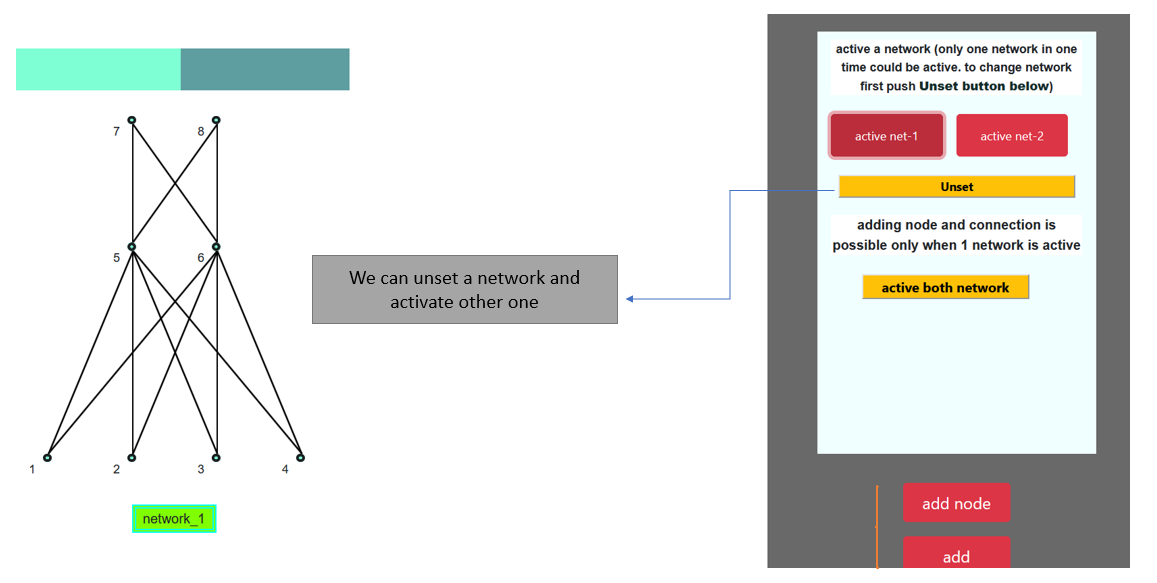 7
8
5
6
1
2
3
4
network_1
We can unset a network and
activate other one
active a network (only one network in one
time could be active. to change network
first push Unset button below)
active net-1
active net-2
Unset
adding node and connection is
possible only when 1 network is active
active both network
add node
add